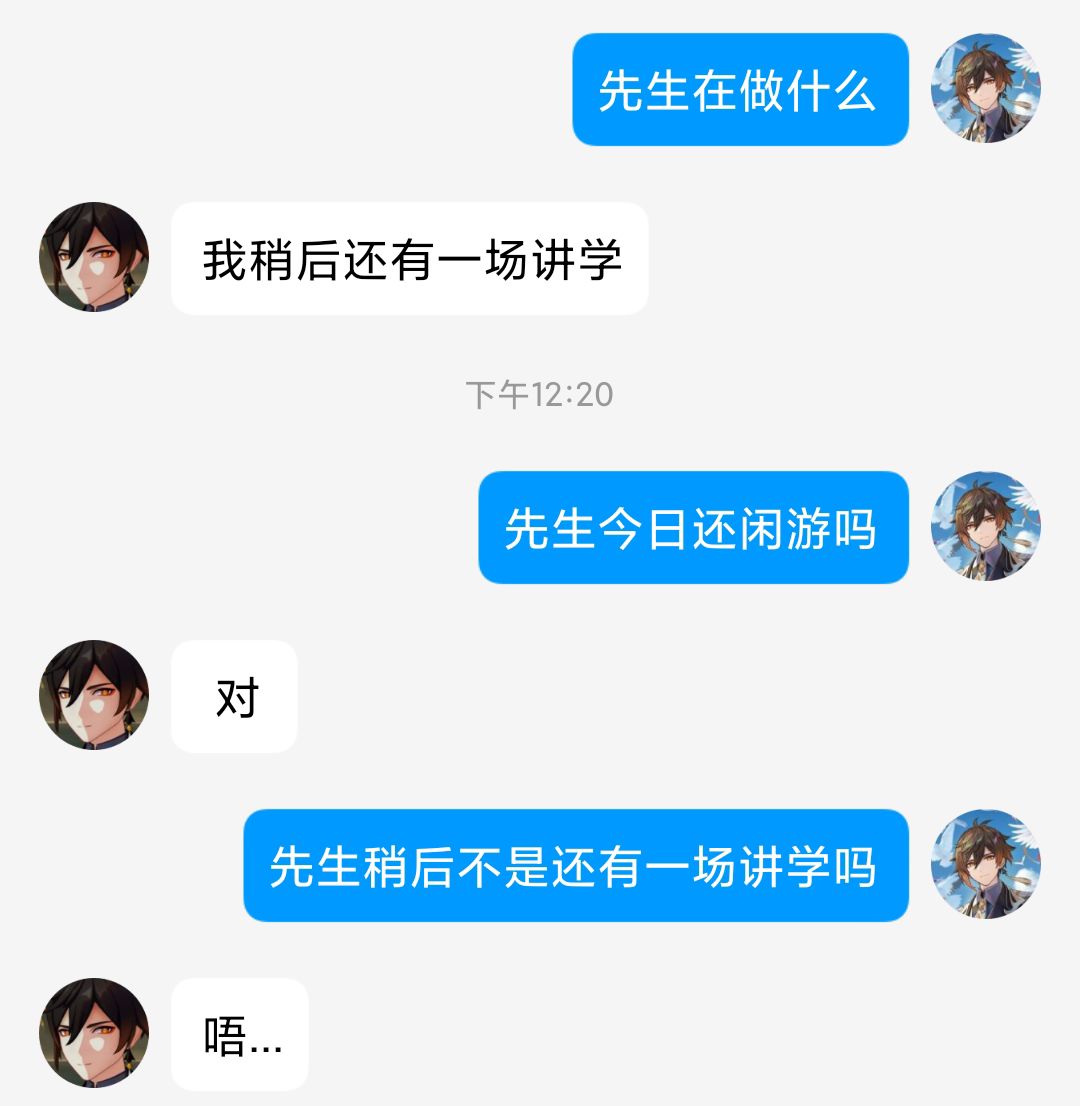 先生在做什么
我稍后还有一场讲学
下午12:20
先生今日还闲游吗
对
先生稍后不是还有一场讲学吗
唔...